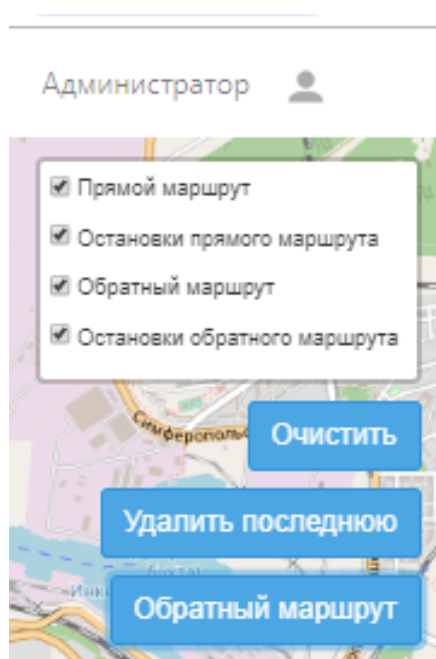 Администратор
Прямой маршрут
Остановки прямого маршрута
Обратный маршрут
Остановки обратного маршрута
Очистить
Удалить последнюю
Обратный маршрут